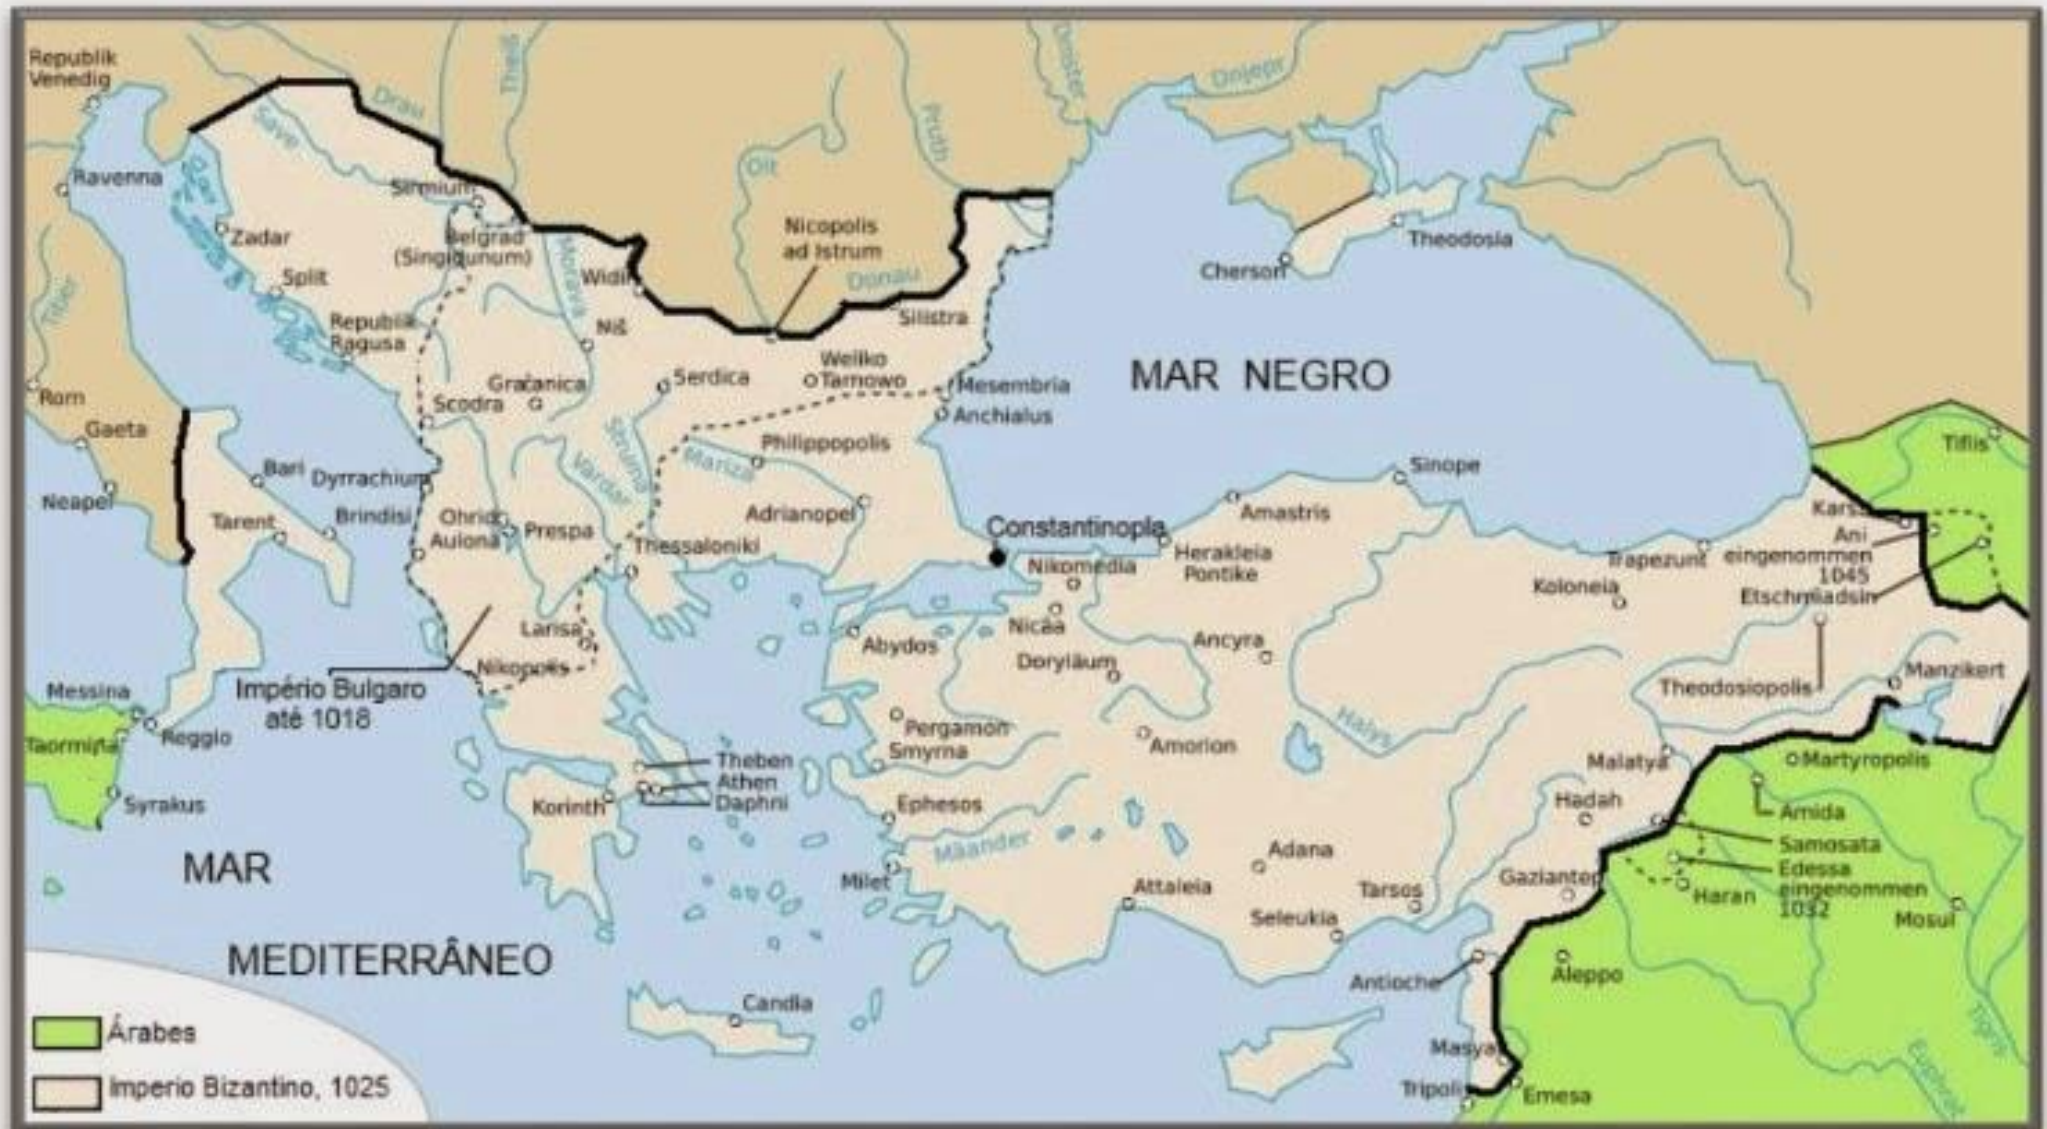 Republik
Venedig
Ravenna
Drau
Save
Theiß
Olt
Pruth
Dnister
Dnjepr
Sirmium
Zadar
Belgrad
(Singidunum)
Morava
Widin
Nicopolis
ad Istrum
Donau
Silistra
Theodosia
Cherson
Split
Tiber
Republik
Ragusa
Niš
Serdica
Weliko
Tarnowo
Mesembria
Anchialus
MAR NEGRO
Rom
Gaeta
Neapel
Gračanica
Scodra
Struma
Vardar
Mariza
Philippopolis
Adrianopel
Bari
Dyrrachium
Tarent
Brindisi
Ohrid
Aulona
Prespa
Thessaloniki
Constantinopla
Sinope
Amastris
Herakleia
Pontike
Nikomedia
Trapezunt
Koloneia
Tiflis
Kars
Ani
eingenommen
1045
Etschmiadsin
Larisa
Nikopolis
Império Bulgaro
até 1018
Abydos
Nicäa
Doryläum
Ancyra
Halys
Theodosiopolis
Manzikert
Messina
Taormina
Reggio
Syrakus
Pergamon
Smyrna
Amorion
Theben
Athen
Daphni
Korinth
Ephesos
Mäander
Milet
Malatya
Martyropolis
Hadah
Amida
Samosata
Edessa
eingenommen
1032
Haran
Mosul
Adana
Attaleia
Tarsos
Seleukia
Gaziantep
MAR
MEDITERRÂNEO
Candia
Antioche
Aleppo
Masyaf
Tripoli
Emesa
Tigris
Euphrat
Árabes
Imperio Bizantino, 1025